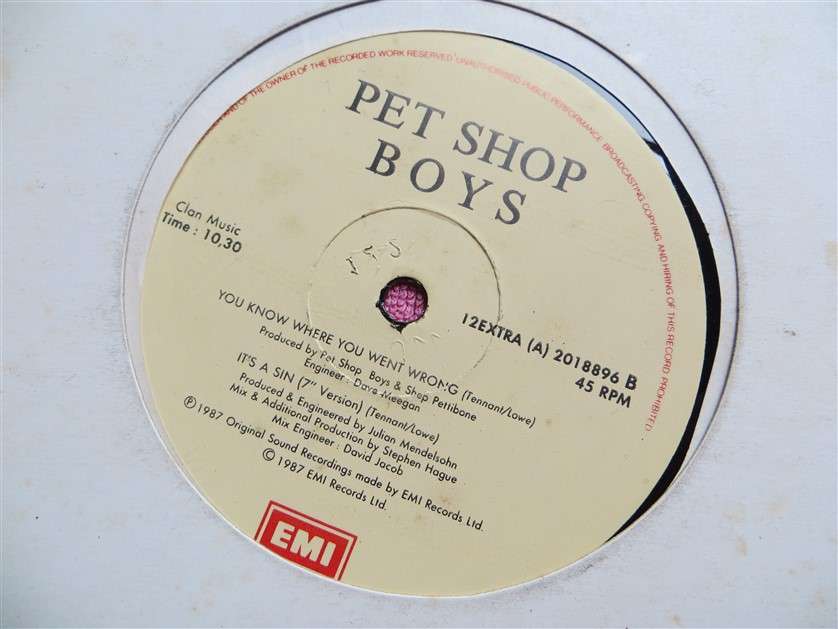 AND OF THE OWNER OF THE RECORDED WORK RESERVED UNAUTHORISED PUBLIC PERFORMANCE BROADCASTING COPYING AND HIRING OF THIS RECORD PROHIBITED
PET SHOP
BOYS
Clan Music
Time : 10,30
12EXTRA (A) 2018896 B
45 RPM
YOU KNOW WHERE YOU WENT WRONG (Tennant/Lowe)
Produced by Pet Shop Boys & Shep Pettibone
Engineer : Dave Meegan
IT'S A SIN (7" Version) (Tennant/Lowe)
Produced & Engineered by Julian Mendelsohn
Mix & Additional Production by Stephen Hague
Mix Engineer : David Jacob
℗ 1987 Original Sound Recordings made by EMI Records Ltd.
© 1987 EMI Records Ltd.
EMI